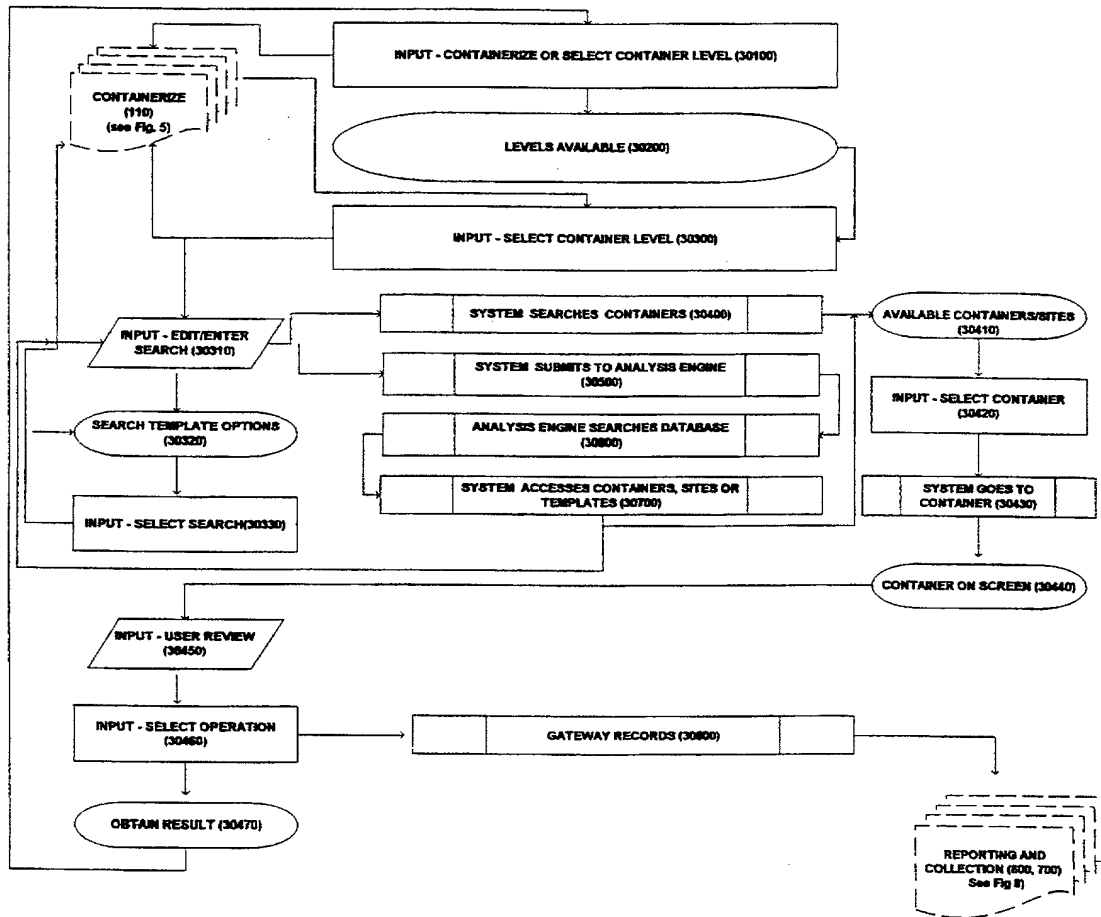 INPUT - CONTAINERIZE OR SELECT CONTAINER LEVEL (30100)
CONTAINERIZE
(110)
(see Fig. 5)
LEVELS AVAILABLE (30200)
INPUT - SELECT CONTAINER LEVEL (30300)
SYSTEM SEARCHES CONTAINERS (30400)
AVAILABLE CONTAINERS/SITES
(30410)
INPUT - EDIT/ENTER
SEARCH (30310)
SYSTEM SUBMITS TO ANALYSIS ENGINE
(30500)
INPUT - SELECT CONTAINER
(30420)
SEARCH TEMPLATE OPTIONS
(30320)
ANALYSIS ENGINE SEARCHES DATABASE
(30600)
SYSTEM ACCESSES CONTAINERS, SITES OR
TEMPLATES (30700)
SYSTEM GOES TO
CONTAINER (30430)
INPUT - SELECT SEARCH(30330)
CONTAINER ON SCREEN (30440)
INPUT - USER REVIEW
(30450)
INPUT - SELECT OPERATION
(30460)
GATEWAY RECORDS (30800)
OBTAIN RESULT (30470)
REPORTING AND
COLLECTION (600, 700)
See Fig 8)